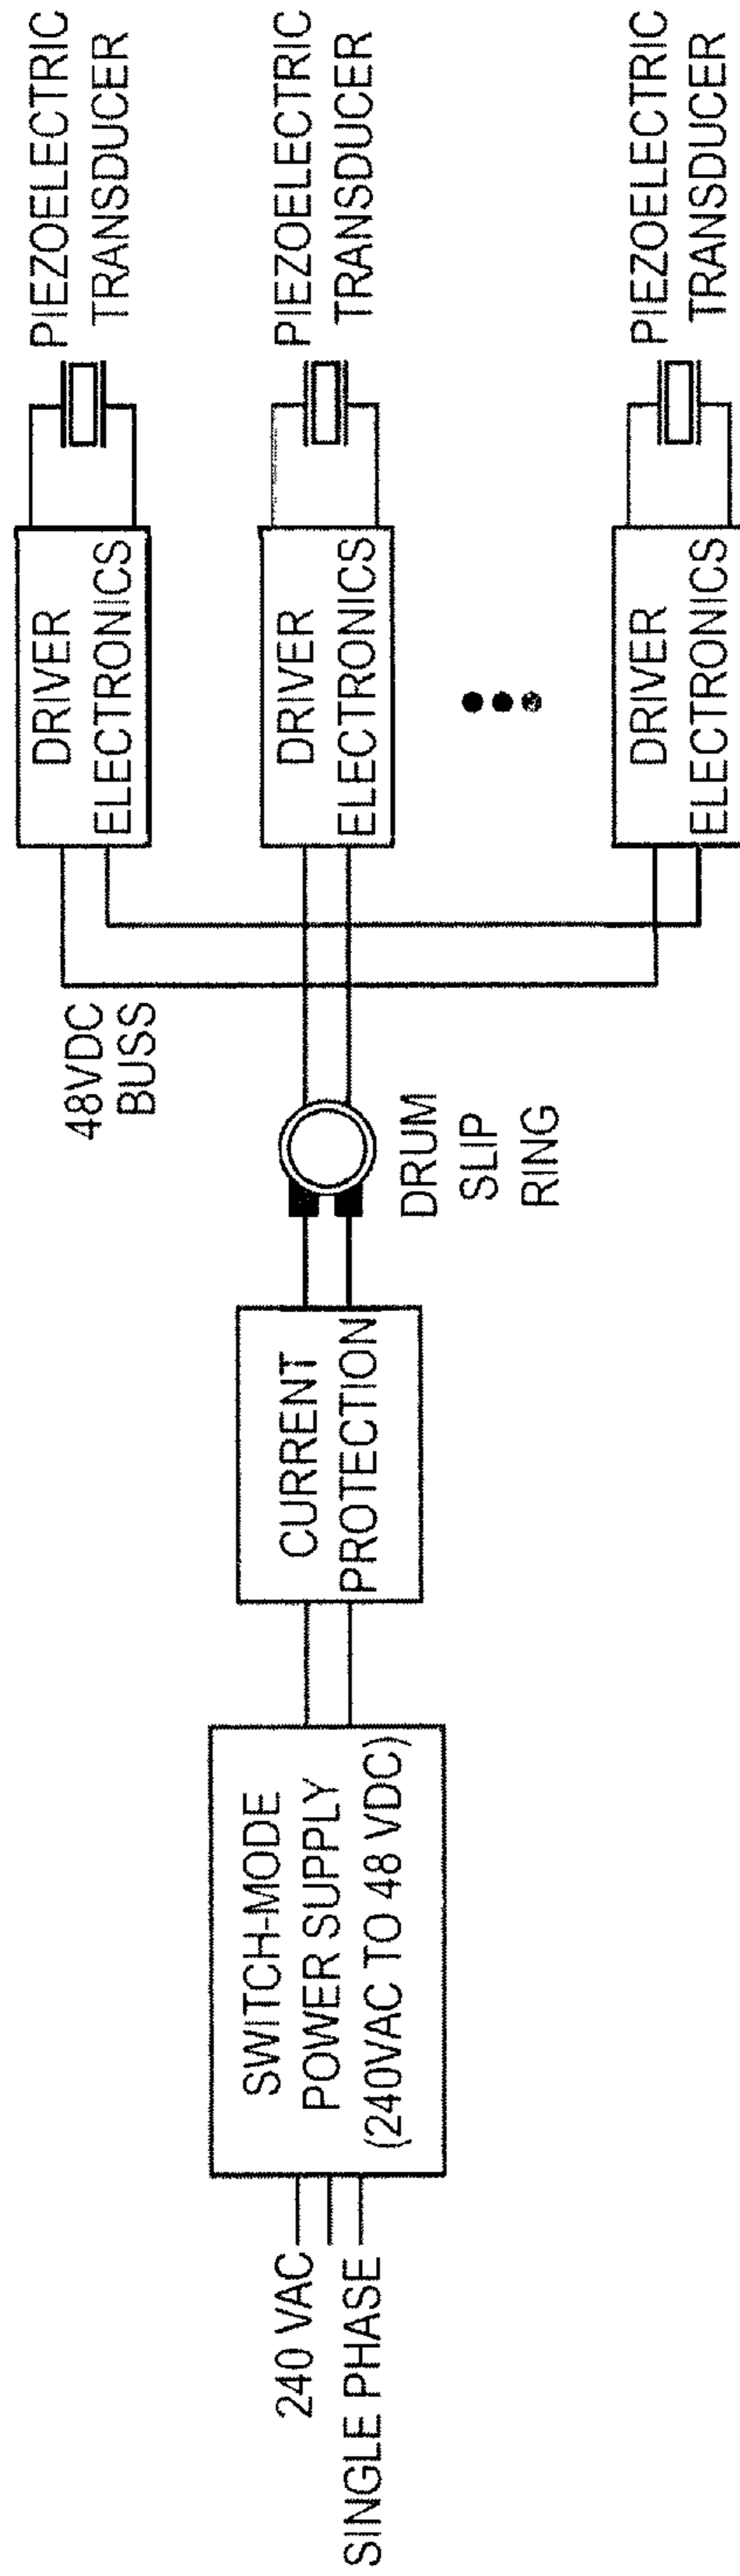 240 VAC
SINGLE PHASE
SWITCH-MODE
POWER SUPPLY
(240VAC TO 48 VDC)
CURRENT
PROTECTION
DRUM
SLIP
RING
48VDC
BUSS
DRIVER
ELECTRONICS
PIEZOELECTRIC
TRANSDUCER
DRIVER
ELECTRONICS
PIEZOELECTRIC
TRANSDUCER
DRIVER
ELECTRONICS
PIEZOELECTRIC
TRANSDUCER